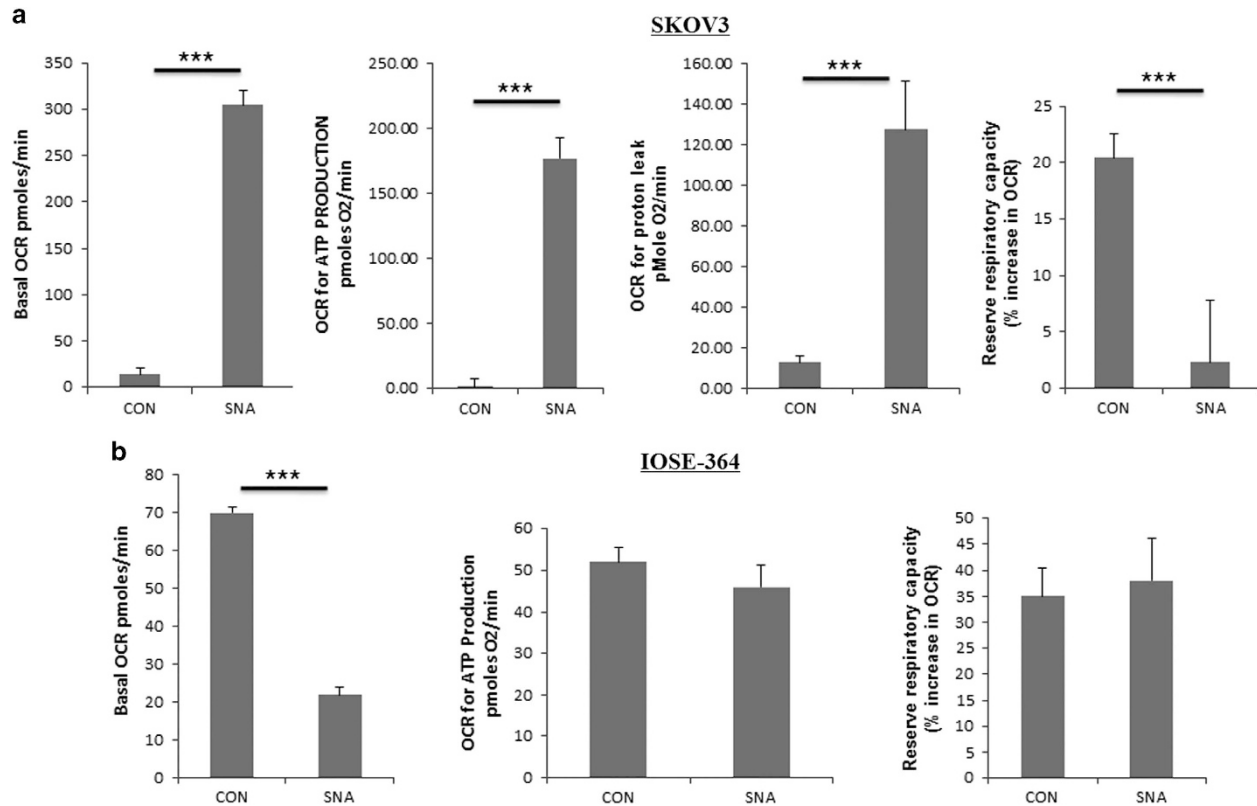 a
SKOV3
Basal OCR pmoles/min
350
300
250
200
150
100
50
0
***
CON
SNA
OCR for ATP PRODUCTION
pmoles O2/min
250.00
200.00
150.00
100.00
50.00
0.00
***
CON
SNA
OCR for proton leak
pMole O2/min
160.00
140.00
120.00
100.00
80.00
60.00
40.00
20.00
0.00
***
CON
SNA
Reserve respiratory capacity
(% increase in OCR)
25
20
15
10
5
0
***
CON
SNA
b
IOSE-364
Basal OCR pmoles/min
80
70
60
50
40
30
20
10
0
***
CON
SNA
OCR for ATP Production
pmoles O2/min
60
50
40
30
20
10
0
CON
SNA
Reserve respiratory capacity
(% increase in OCR)
50
45
40
35
30
25
20
15
10
5
0
CON
SNA